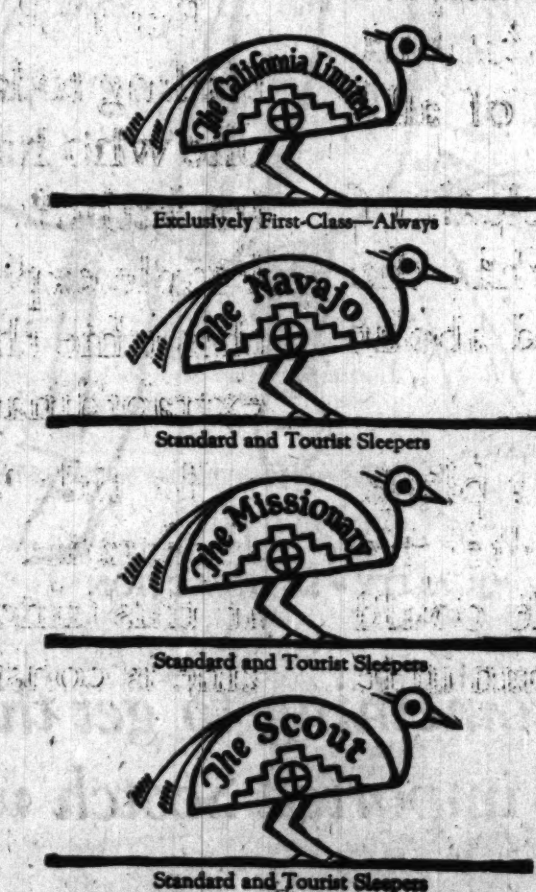 The California Limited
Exclusively First-Class—Always
The Navajo
Standard and Tourist Sleepers
The Missionary
Standard and Tourist Sleepers
The Scout
Standard and Tourist Sleepers